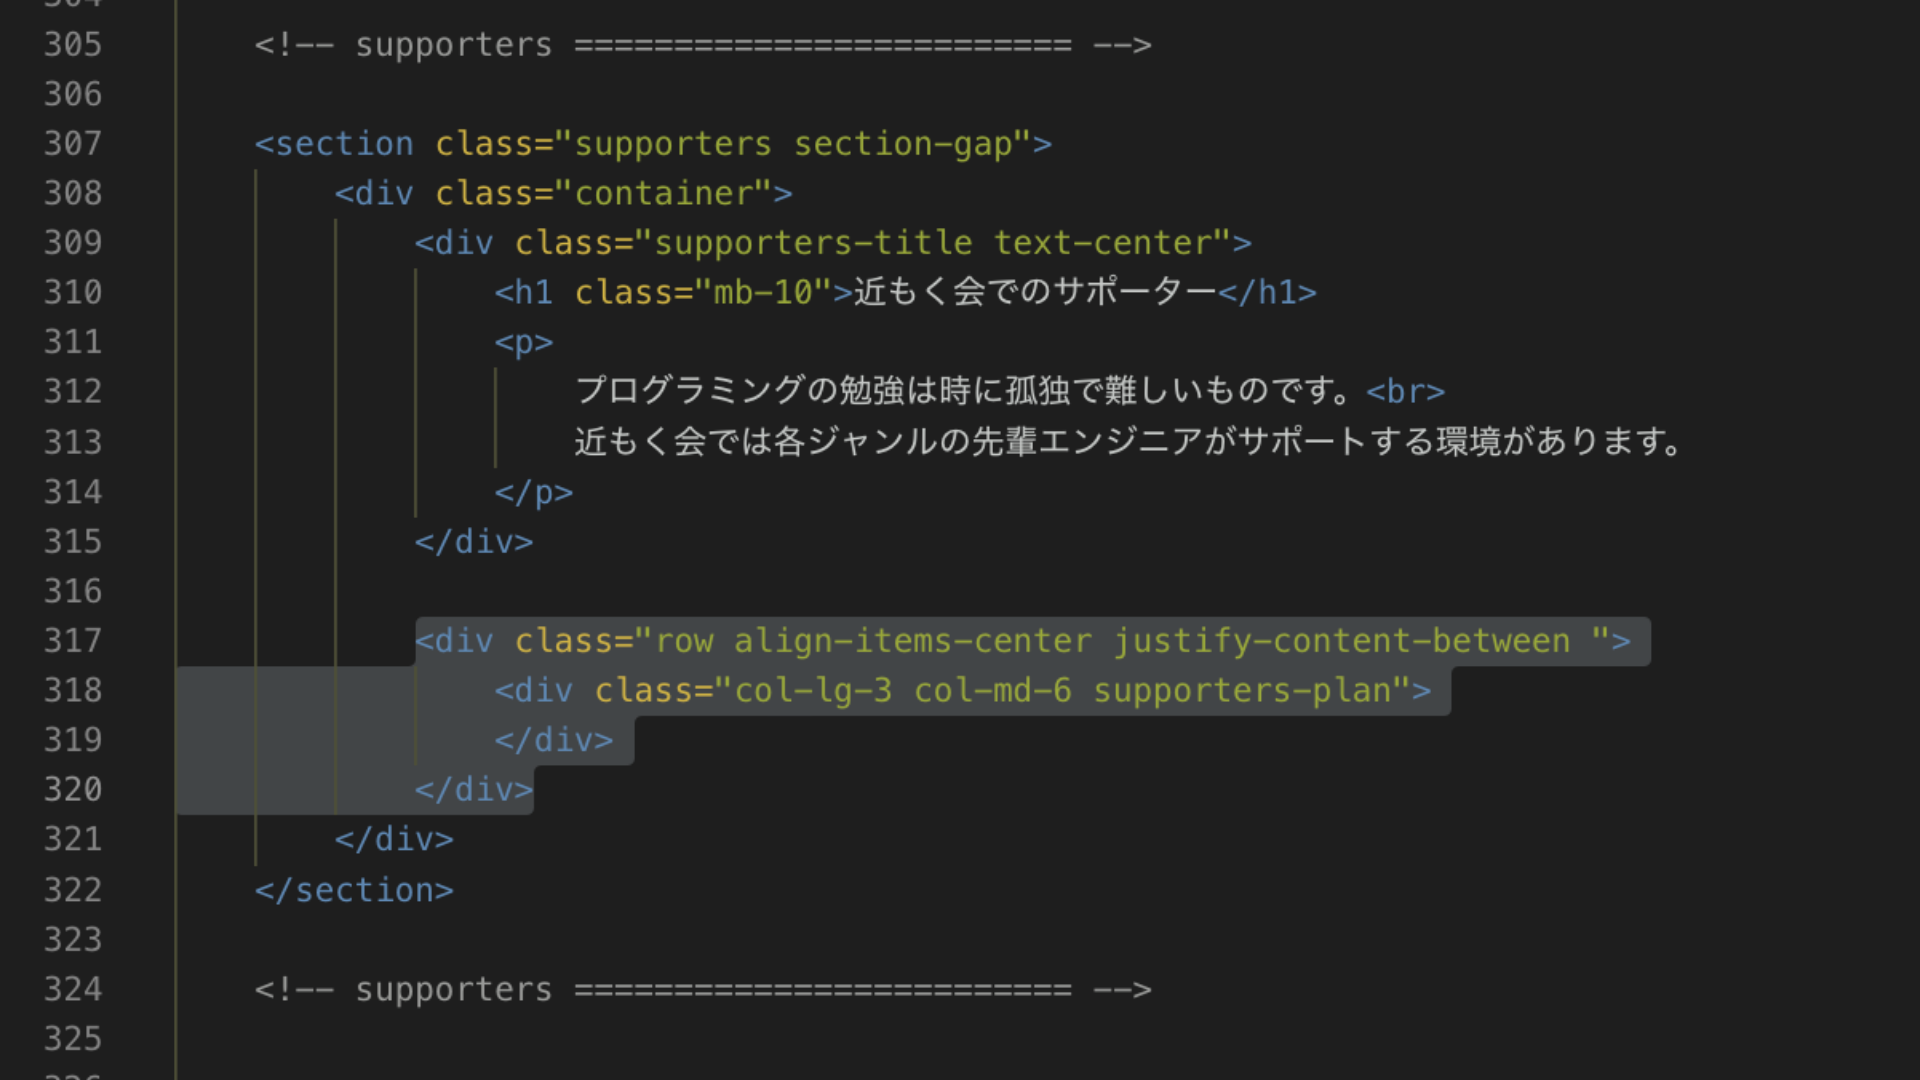 305 <!-- supporters ========================= -->
306
307 <section class="supporters section-gap">
308 <div class="container">
309 <div class="supporters-title text-center">
310 <h1 class="mb-10">近もく会でのサポーター</h1>
311 <p>
312 プログラミングの勉強は時に孤独で難しいものです。<br>
313 近もく会では各ジャンルの先輩エンジニアがサポートする環境があります。
314 </p>
315 </div>
316
317 <div class="row align-items-center justify-content-between ">
318 <div class="col-lg-3 col-md-6 supporters-plan">
319 </div>
320 </div>
321 </div>
322 </section>
323
324 <!-- supporters ========================= -->
325